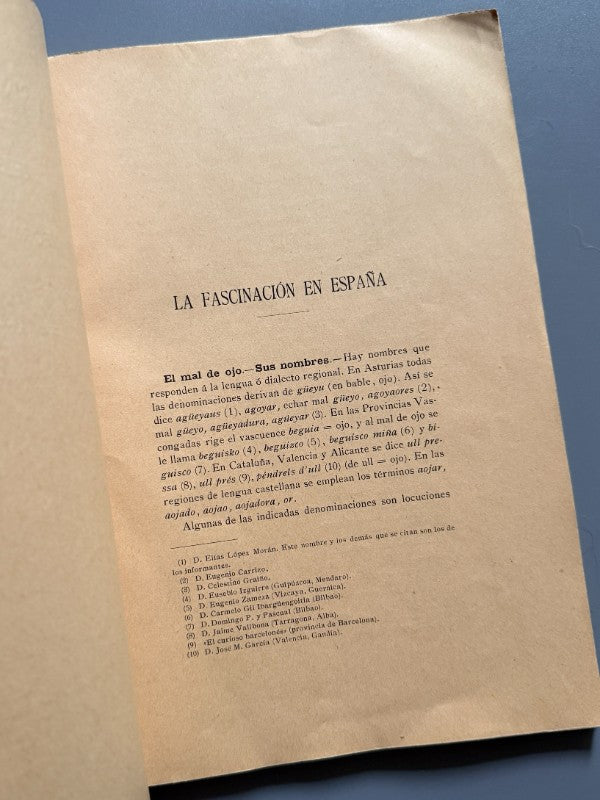 LA FASCINACIÓN EN ESPAÑA
El mal de ojo.—Sus nombres.—Hay nombres que
responden á la lengua ó dialecto regional. En Asturias todas
las denominaciones derivan de güeyu (en bable, ojo). Así se
dice agüeyaus (1), agoyar, echar mal güeyo, agoyaores (2),
mal güeyo, agüeyadura, agüeyar (3). En las Provincias Vas-
congadas rige el vascuence beguia = ojo, y al mal de ojo se
le llama beguisko (4), beguizco (5), beguisco miña (6) y bi-
guisco (7). En Cataluña, Valencia y Alicante se dice ull pre-
ssa (8), ull prés (9), péndrels d'ull (10) (de ull = ojo). En las
regiones de lengua castellana se emplean los términos aojar,
aojado, aojao, aojadora, or.
Algunas de las indicadas denominaciones son locuciones
(1) D. Elías López Morán. Este nombre y los demás que se citan son los de
los informantes.
(2) D. Eugenio Carrizo.
(3) D. Celestino Graiño.
(4) D. Eusebio Izguirre (Guipúzcoa, Mendaro).
(5) D. Eugenio Zameza (Vizcaya, Guernica).
(6) D. Carmelo Gil Ibargüengoitia (Bilbao).
(7) D. Domingo P. y Pascual (Bilbao).
(8) D. Jaime Vallbona (Tarragona, Alba).
(9) «El curioso barcelonés» (provincia de Barcelona).
(10) D. José M. García (Valencia, Gandía).